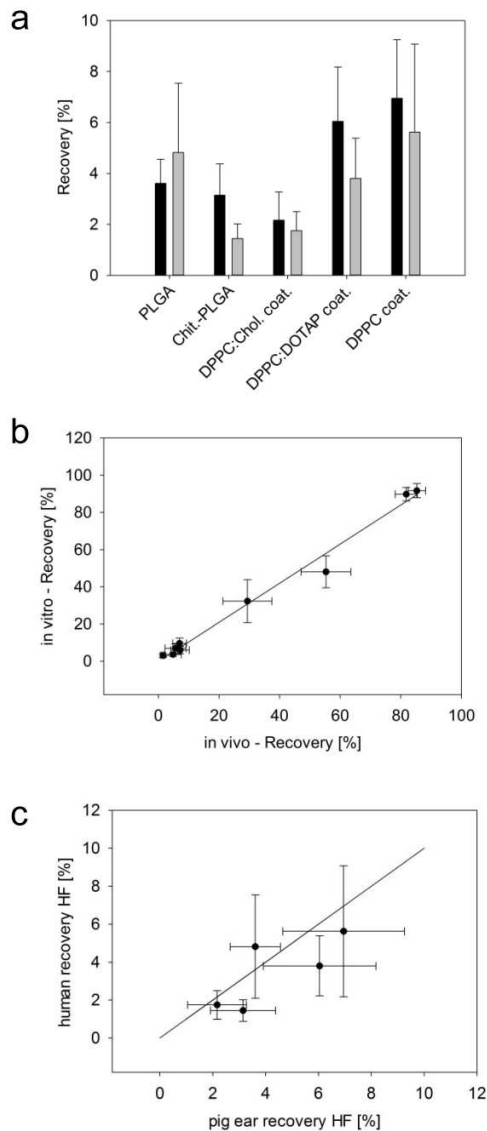 a
Recovery [%]
10
8
6
4
2
0
PLGA
Chit.-PLGA
DPPC:Chol. coat.
DPPC:DOTAP coat.
DPPC coat.
b
in vitro - Recovery [%]
120
100
80
60
40
20
0
0 20 40 60 80 100
in vivo - Recovery [%]
c
human recovery HF [%]
12
10
8
6
4
2
0
0 2 4 6 8 10 12
pig ear recovery HF [%]